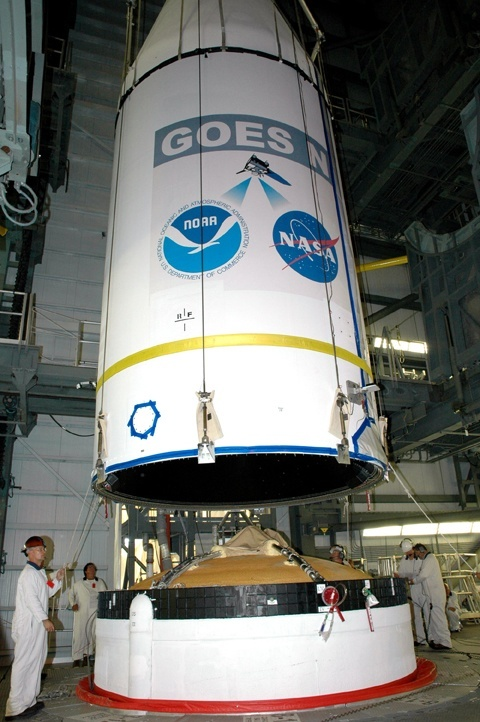 GOES N
NATIONAL OCEANIC AND ATMOSPHERIC ADMINISTRATION
NOAA
U.S. DEPARTMENT OF COMMERCE
NASA